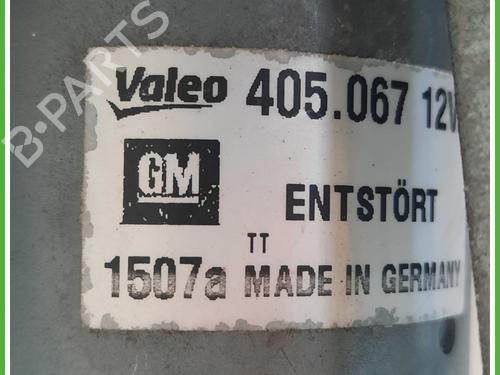 B-PARTS
Valeo 405.067 12V
GM ENTSTÖRT
TT
1507a MADE IN GERMANY